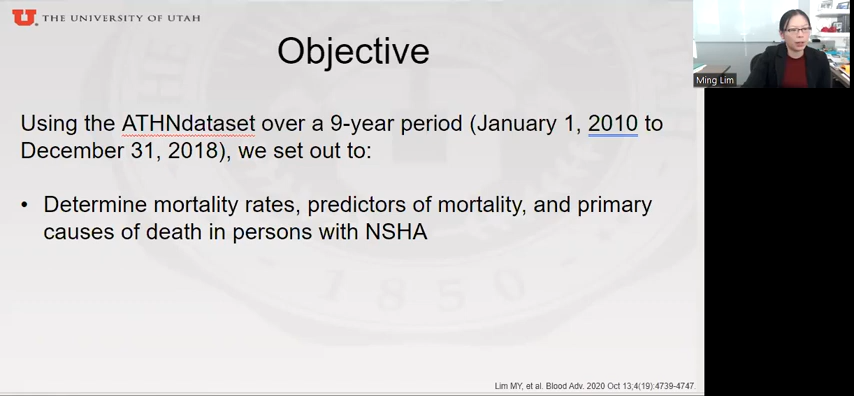 THE UNIVERSITY OF UTAH
Objective
Using the ATHNdataset over a 9-year period (January 1, 2010 to
December 31, 2018), we set out to:
• Determine mortality rates, predictors of mortality, and primary
causes of death in persons with NSHA
1850
Lim MY, et al. Blood Adv. 2020 Oct 13;4(19):4739-4747.
Ming Lim